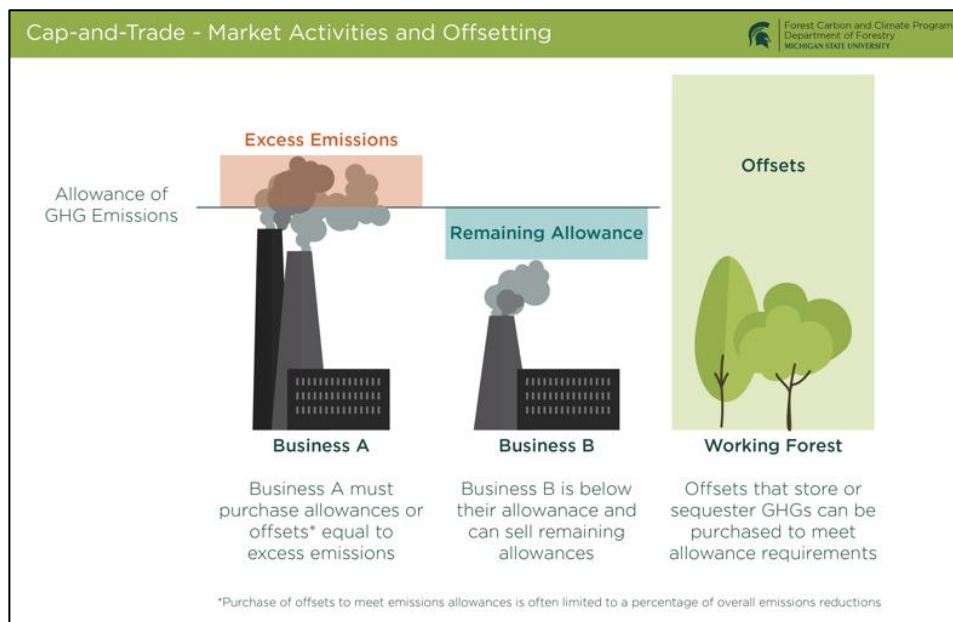 Cap-and-Trade - Market Activities and Offsetting
Forest Carbon and Climate Program
Department of Forestry
MICHIGAN STATE UNIVERSITY
Excess Emissions
Offsets
Allowance of
GHG Emissions
Remaining Allowance
Business A
Business A must
purchase allowances or
offsets* equal to
excess emissions
Business B
Business B is below
their allowanace and
can sell remaining
allowances
Working Forest
Offsets that store or
sequester GHGs can be
purchased to meet
allowance requirements
*Purchase of offsets to meet emissions allowances is often limited to a percentage of overall emissions reductions